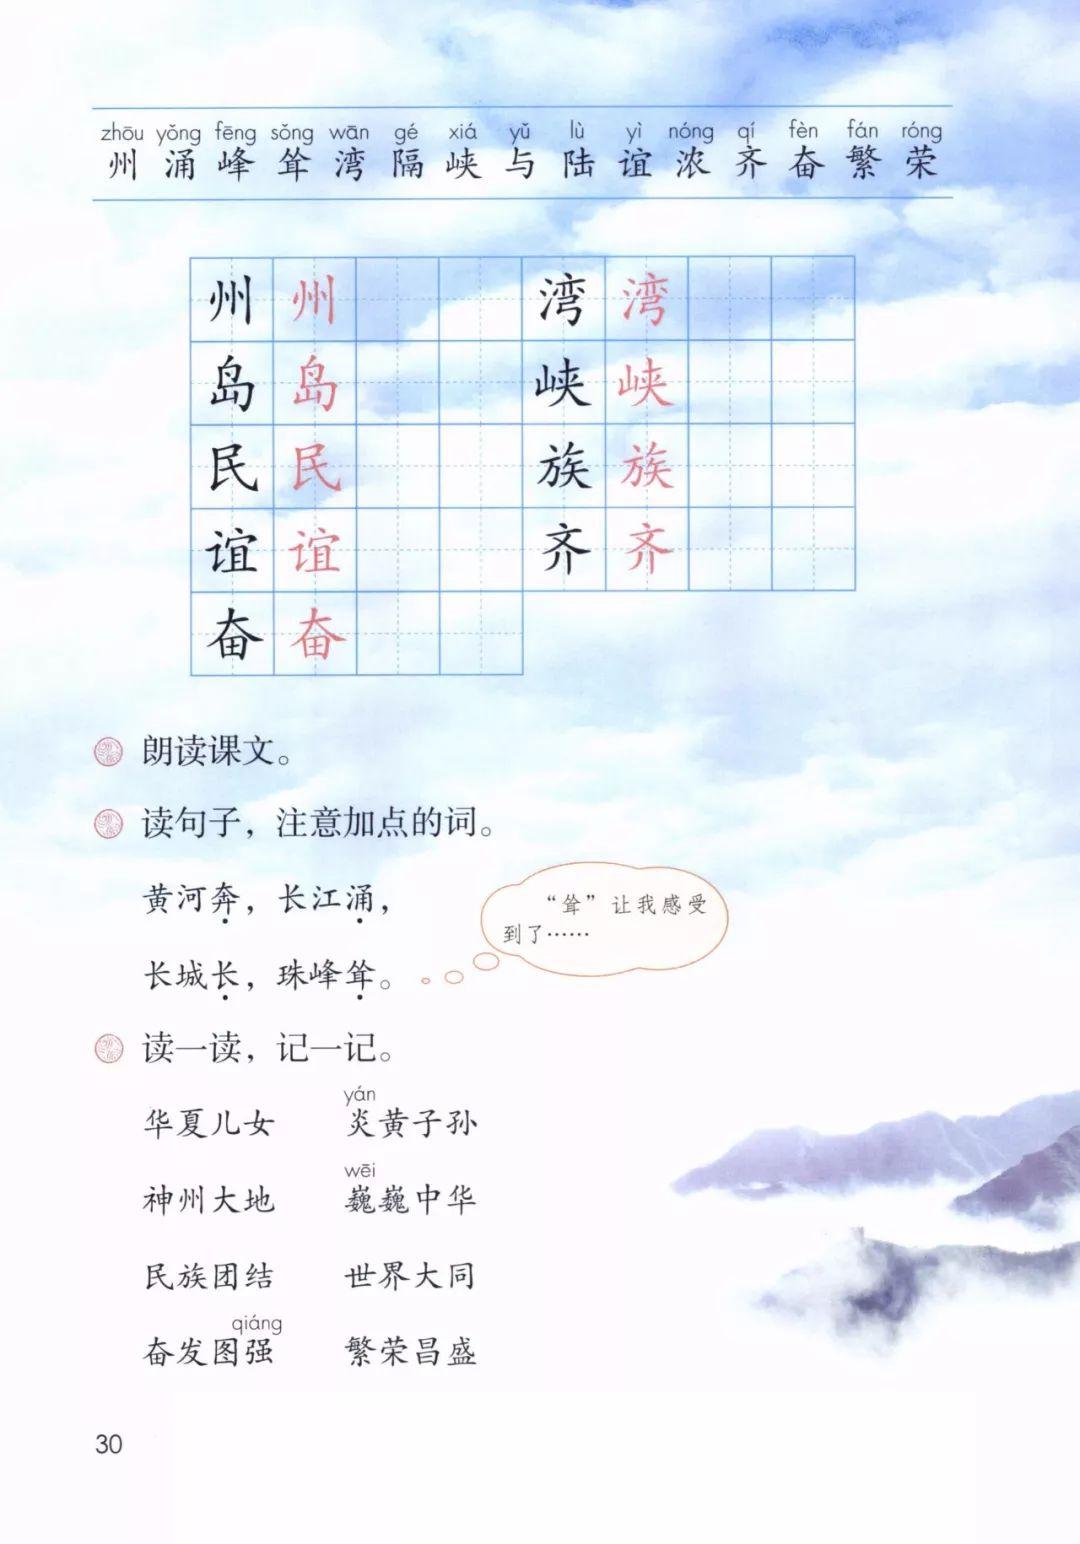 zhōu yǒng fēng sǒng wān gé xiá yǔ lù yì nóng qí fèn fán róng
州 涌 峰 耸 湾 隔 峡 与 陆 谊 浓 齐 奋 繁 荣
州 州 湾 湾
岛 岛 峡 峡
民 民 族 族
谊 谊 齐 齐
奋 奋
朗读课文。
读句子，注意加点的词。
黄河奔，长江涌，
长城长，珠峰耸。
“耸”让我感受
到了……
读一读，记一记。
yán
华夏儿女 炎黄子孙
wēi
神州大地 巍巍中华
民族团结 世界大同
qiáng
奋发图强 繁荣昌盛
30